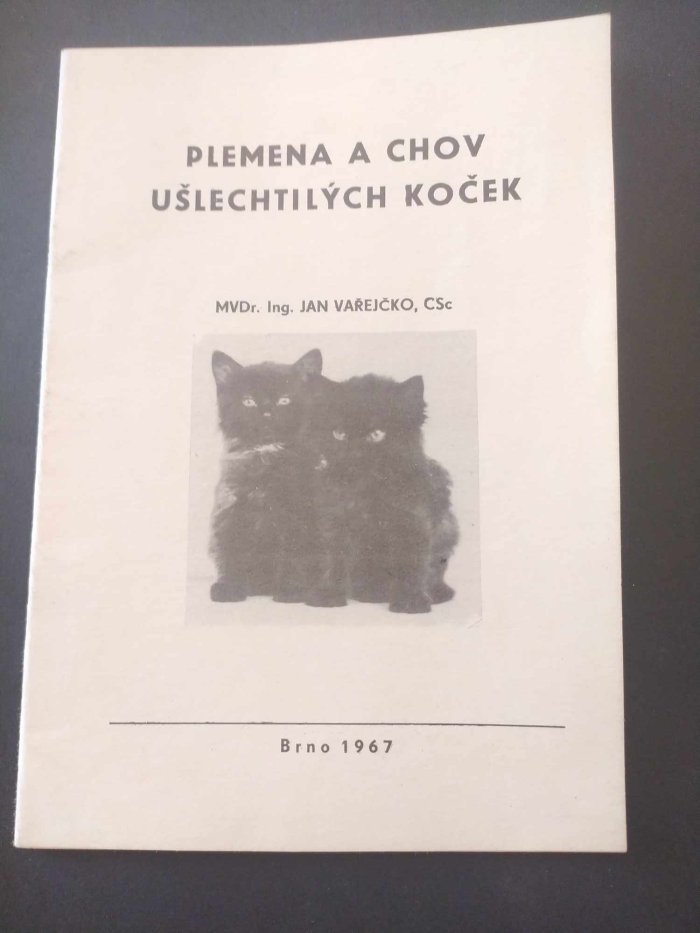 PLEMENA A CHOV
UŠLECHTILÝCH KOČEK
MVDr. Ing. JAN VAŘEJČKO, CSc
Brno 1967